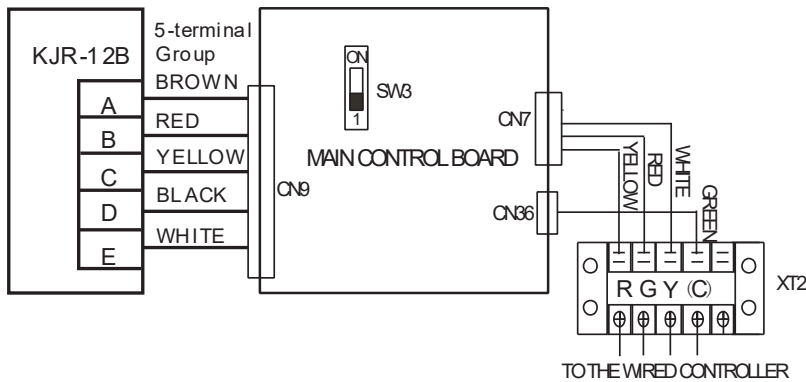 KJR-12B
5-terminal
Group
A
BROWN
B
RED
C
YELLOW
D
BLACK
E
WHITE
CN9
ON
1
SW3
MAIN CONTROL BOARD
CN7
CN36
YELLOW
RED
WHITE
GREEN
R G Y (C)
XT2
TO THE WIRED CONTROLLER